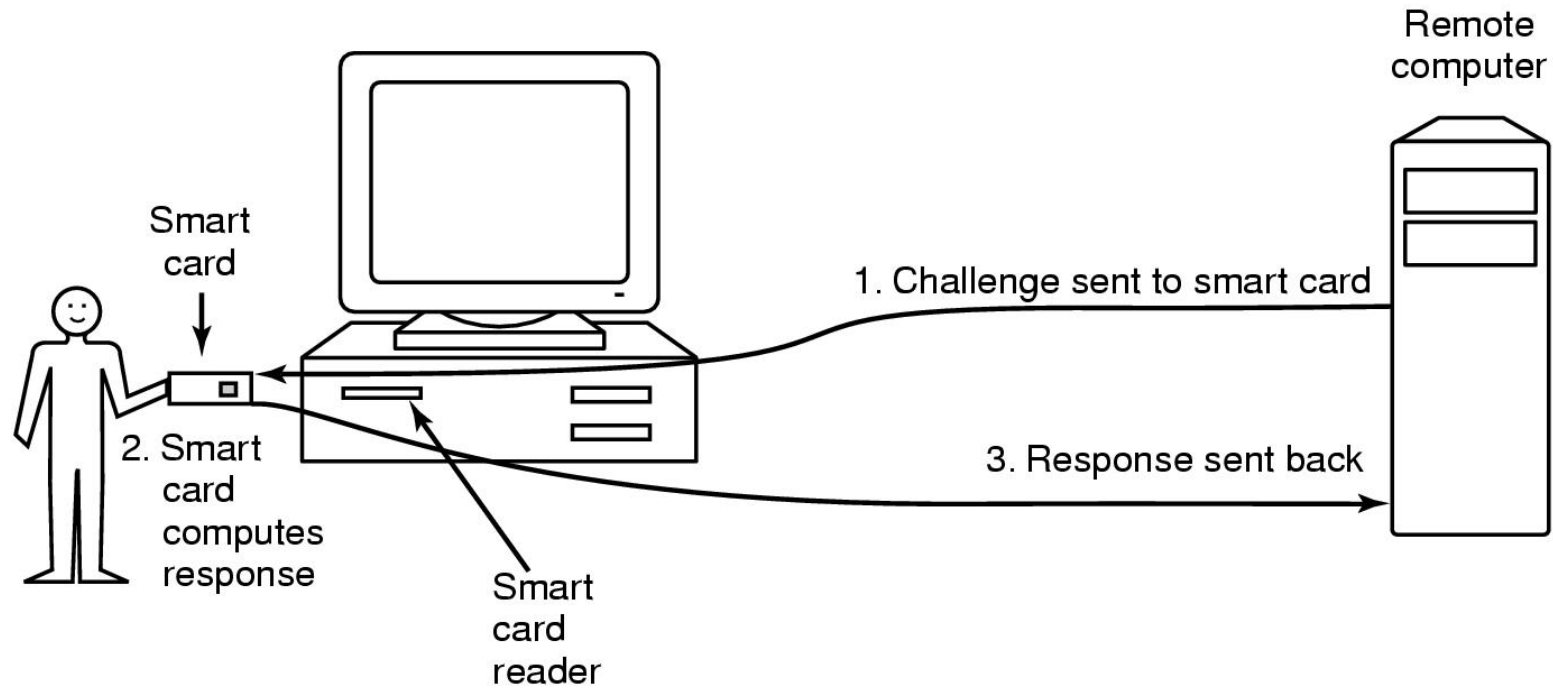 Remote
computer
Smart
card
1. Challenge sent to smart card
2. Smart
card
computes
response
3. Response sent back
Smart
card
reader